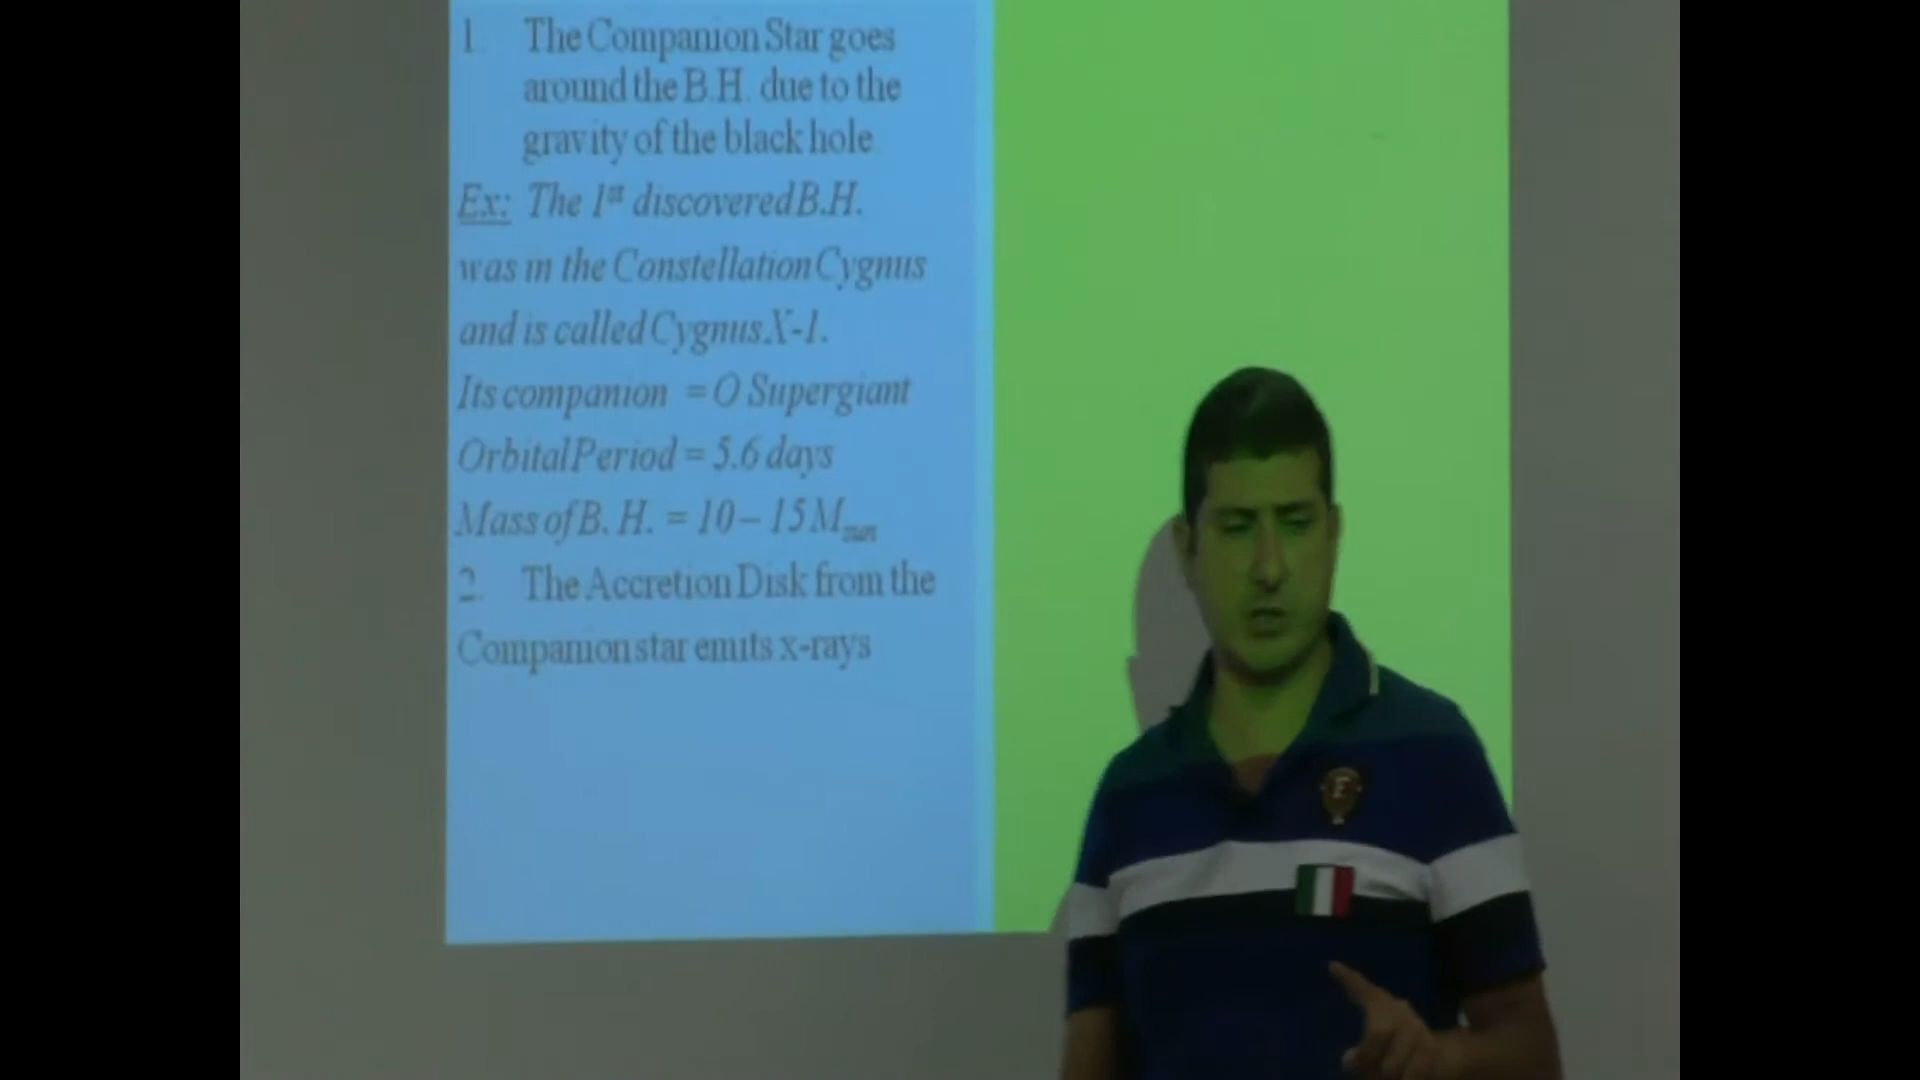 1. The Companion Star goes
around the B.H. due to the
gravity of the black hole.
Ex: The 1st discovered B.H.
was in the Constellation Cygnus
and is called Cygnus X-1.
Its companion = O Supergiant
Orbital Period = 5.6 days
Mass of B. H. = 10 – 15 Msun
2. The Accretion Disk from the
Companion star emits x-rays